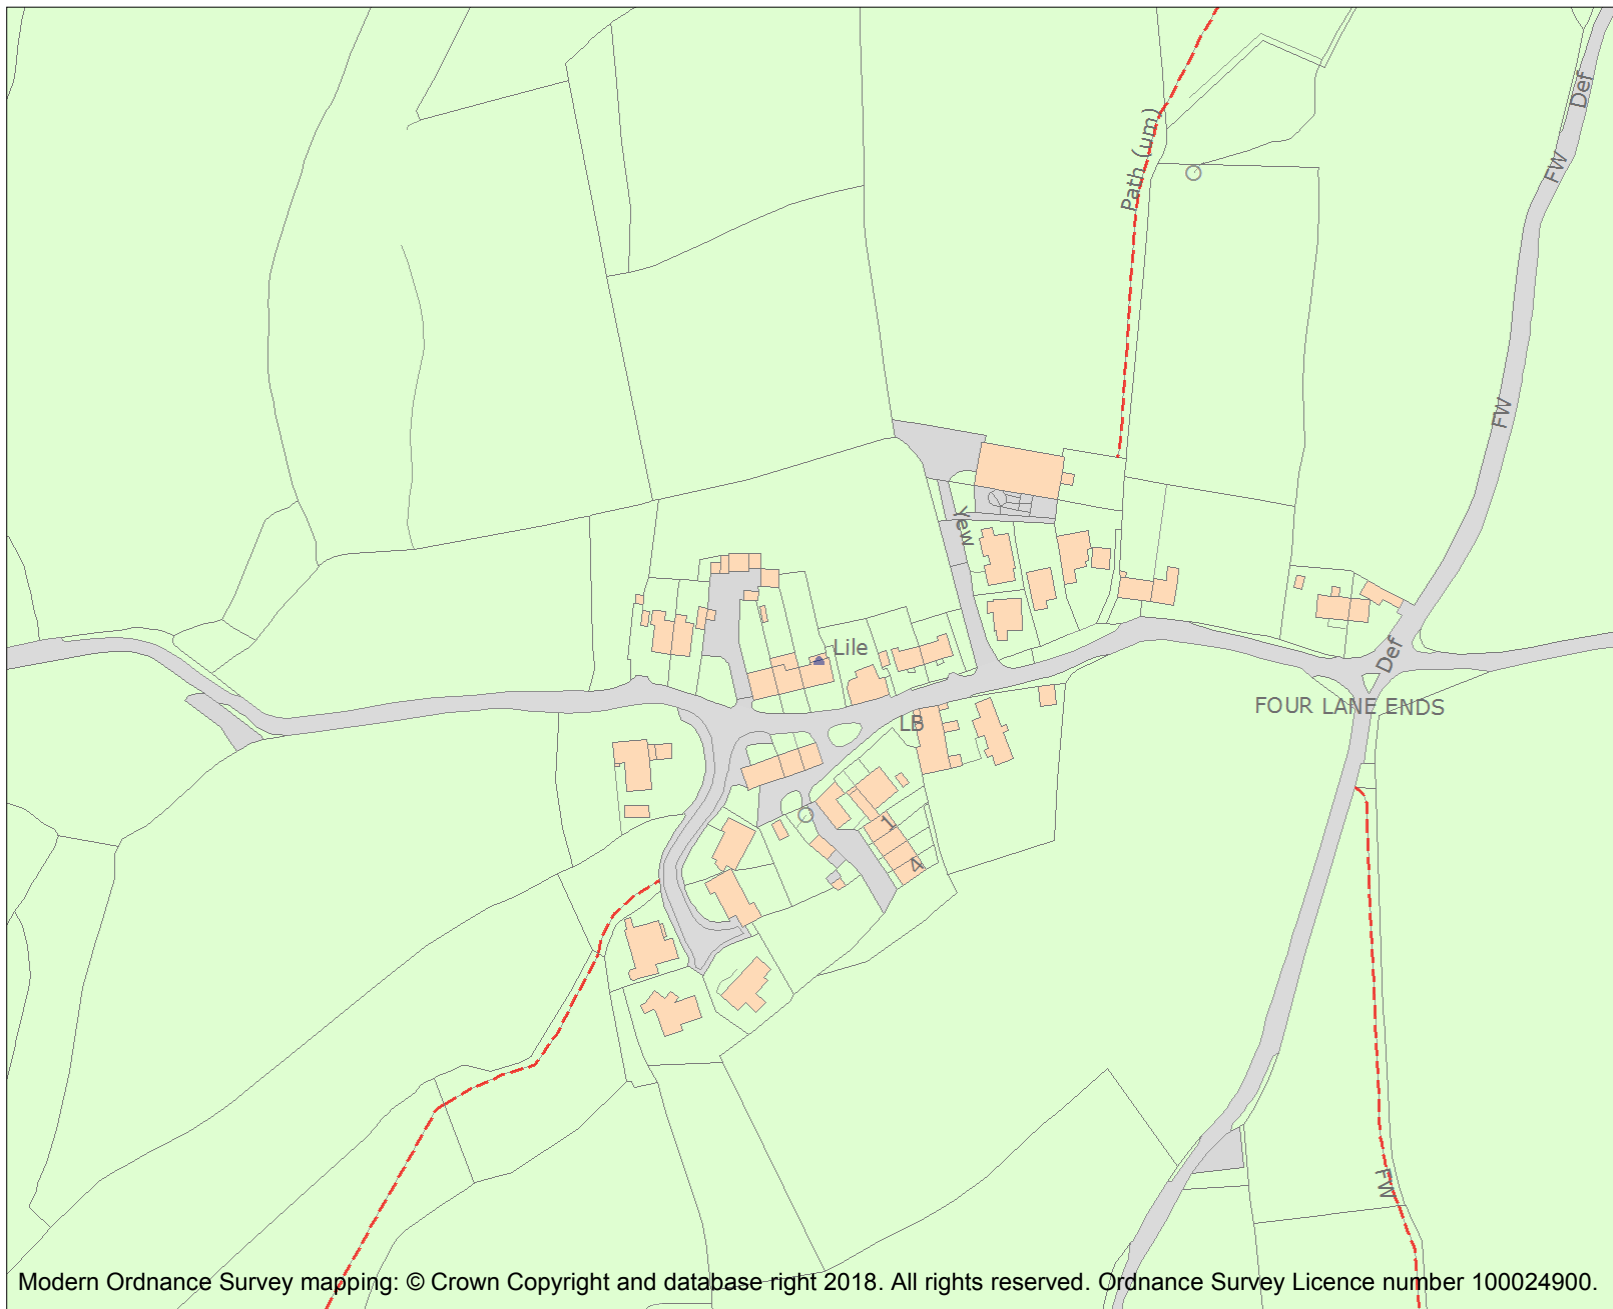 Def
Path (um)
FW
FW
Yew
Lile
Def
FOUR LANE ENDS
LB
1
4
FW
Modern Ordnance Survey mapping: © Crown Copyright and database right 2018. All rights reserved. Ordnance Survey Licence number 100024900.